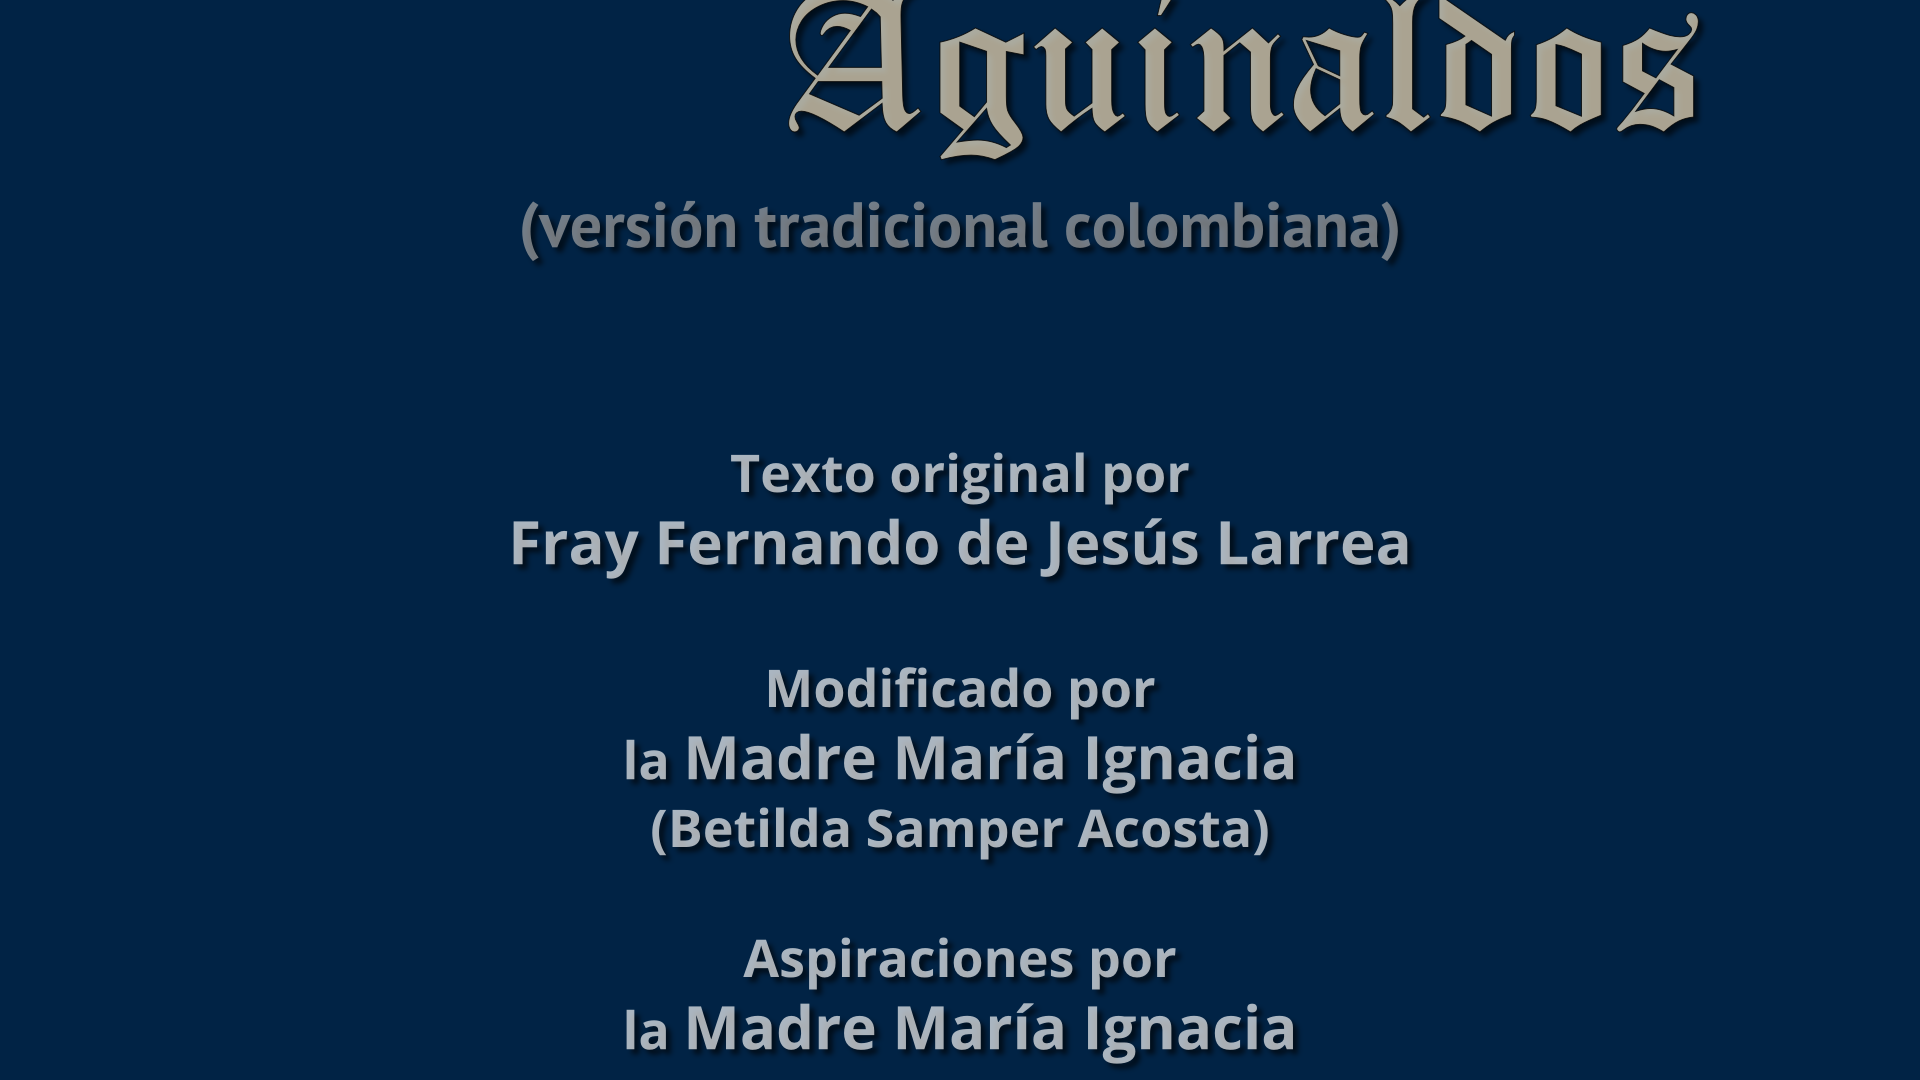 Aguinaldos
(versión tradicional colombiana)
Texto original por
Fray Fernando de Jesús Larrea
Modificado por
la Madre María Ignacia
(Betilda Samper Acosta)
Aspiraciones por
la Madre María Ignacia